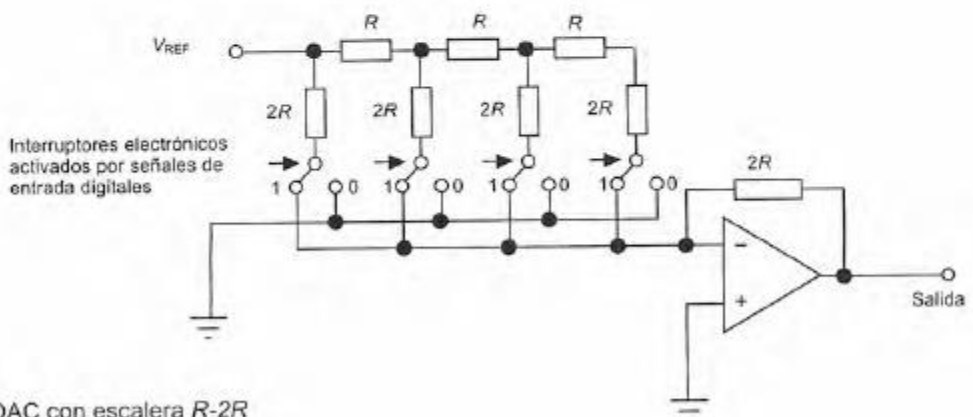 R R R
VREF
2R 2R 2R 2R
Interruptores electrónicos
activados por señales de
entrada digitales
1 0 1 0 1 0 1 0
2R
−
+
Salida
DAC con escalera R-2R